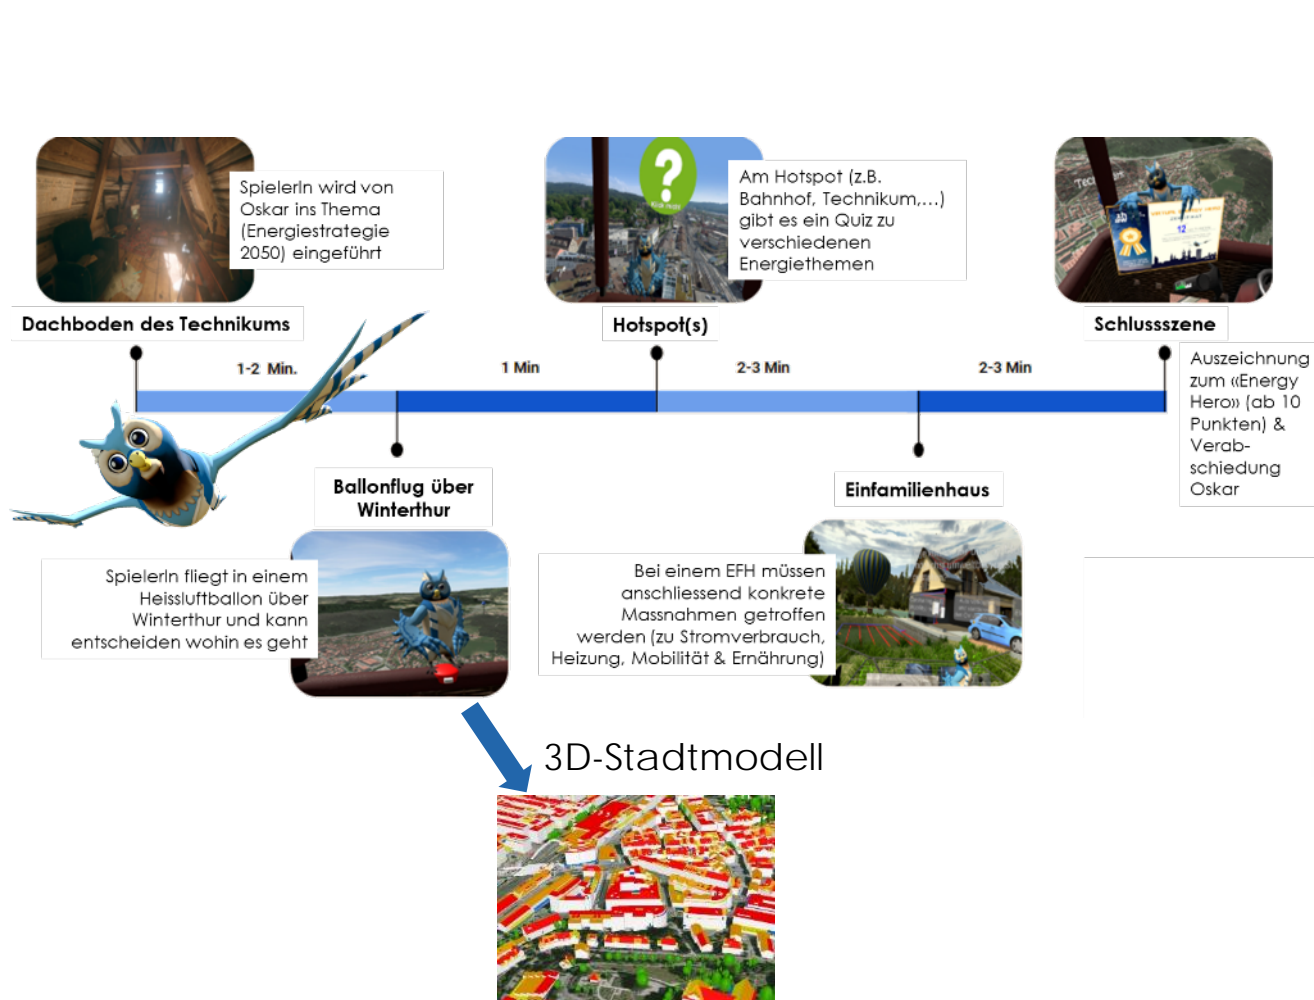 SpielerIn wird von
Oskar ins Thema
(Energiestrategie
2050) eingeführt
Am Hotspot (z.B.
Bahnhof, Technikum,...)
gibt es ein Quiz zu
verschiedenen
Energiethemen
12
Dachboden des Technikums
Hotspot(s)
Schlussszene
1-2 Min.
1 Min
2-3 Min
2-3 Min
Auszeichnung
zum «Energy
Hero» (ab 10
Punkten) &
Verab-
schiedung
Oskar
Ballonflug über
Winterthur
Einfamilienhaus
SpielerIn fliegt in einem
Heissluftballon über
Winterthur und kann
entscheiden wohin es geht
Bei einem EFH müssen
anschliessend konkrete
Massnahmen getroffen
werden (zu Stromverbrauch,
Heizung, Mobilität & Ernährung)
3D-Stadtmodell